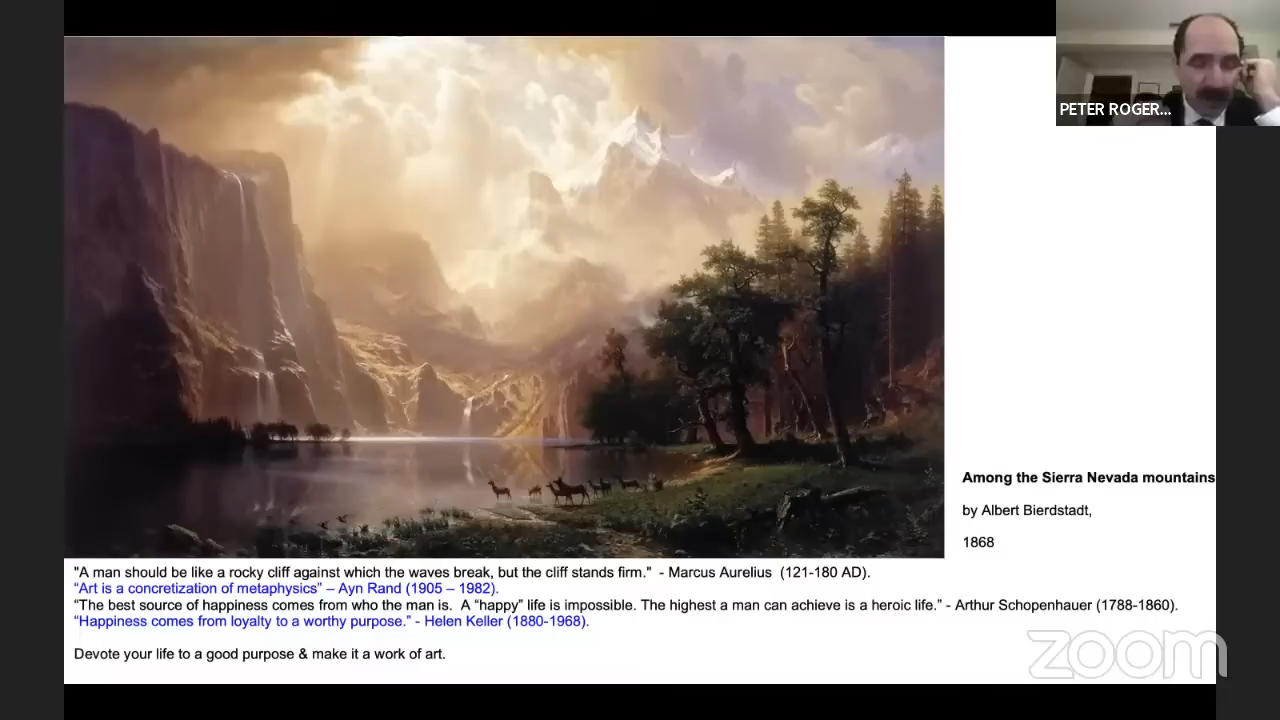 PETER ROGER...
Among the Sierra Nevada mountains
by Albert Bierdstadt,
1868
"A man should be like a rocky cliff against which the waves break, but the cliff stands firm."  - Marcus Aurelius  (121-180 AD).
“Art is a concretization of metaphysics” – Ayn Rand (1905 – 1982).
“The best source of happiness comes from who the man is.  A “happy” life is impossible. The highest a man can achieve is a heroic life.” - Arthur Schopenhauer (1788-1860).
“Happiness comes from loyalty to a worthy purpose.” - Helen Keller (1880-1968).
Devote your life to a good purpose & make it a work of art.
zoom